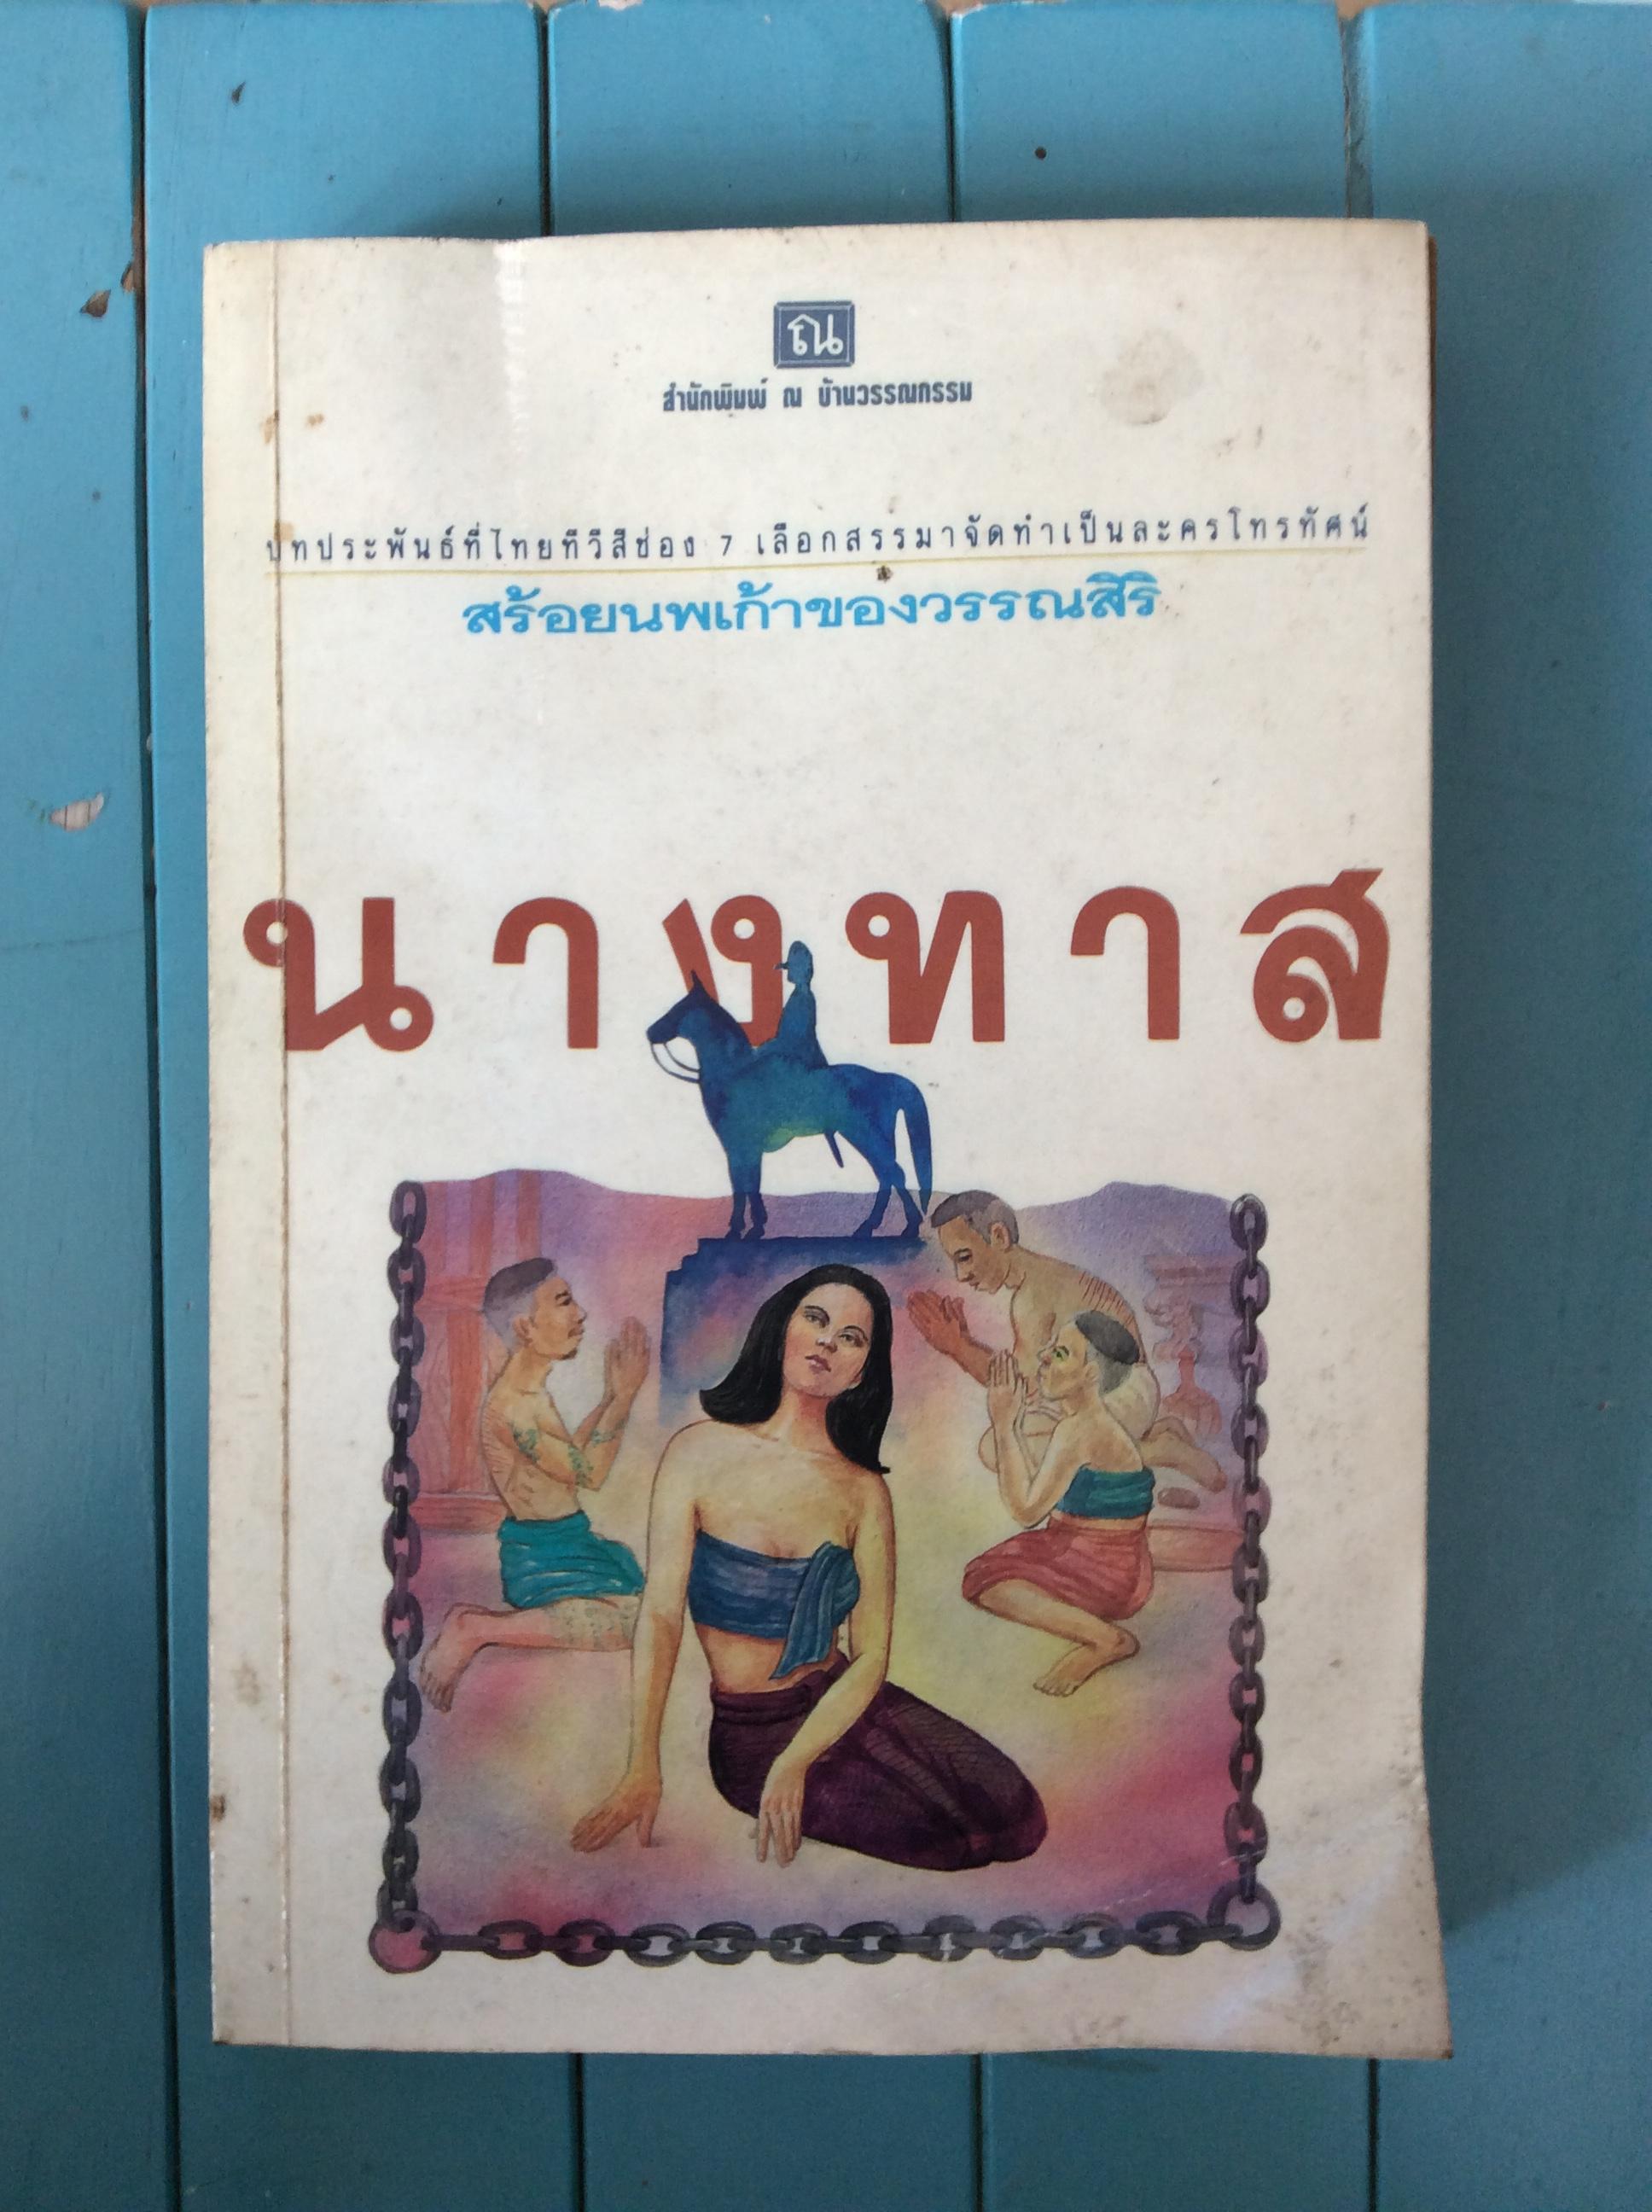 ณ
สำนักพิมพ์ ณ บ้านวรรณกรรม
บทประพันธ์ที่ไทยทีวีสีช่อง 7 เลือกสรรมาจัดทำเป็นละครโทรทัศน์
สร้อยนพเก้าของวรรณสิริ
นางทาส